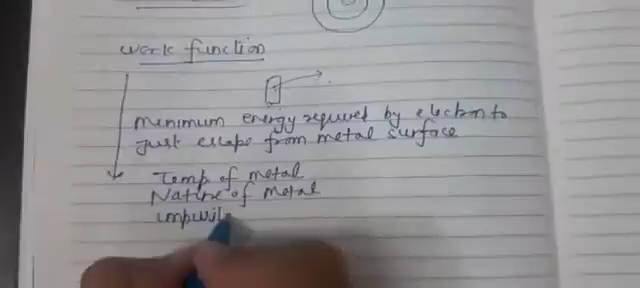 work function
minimum energy required by electron to
just escape from metal surface
Temp of metal
Nature of metal